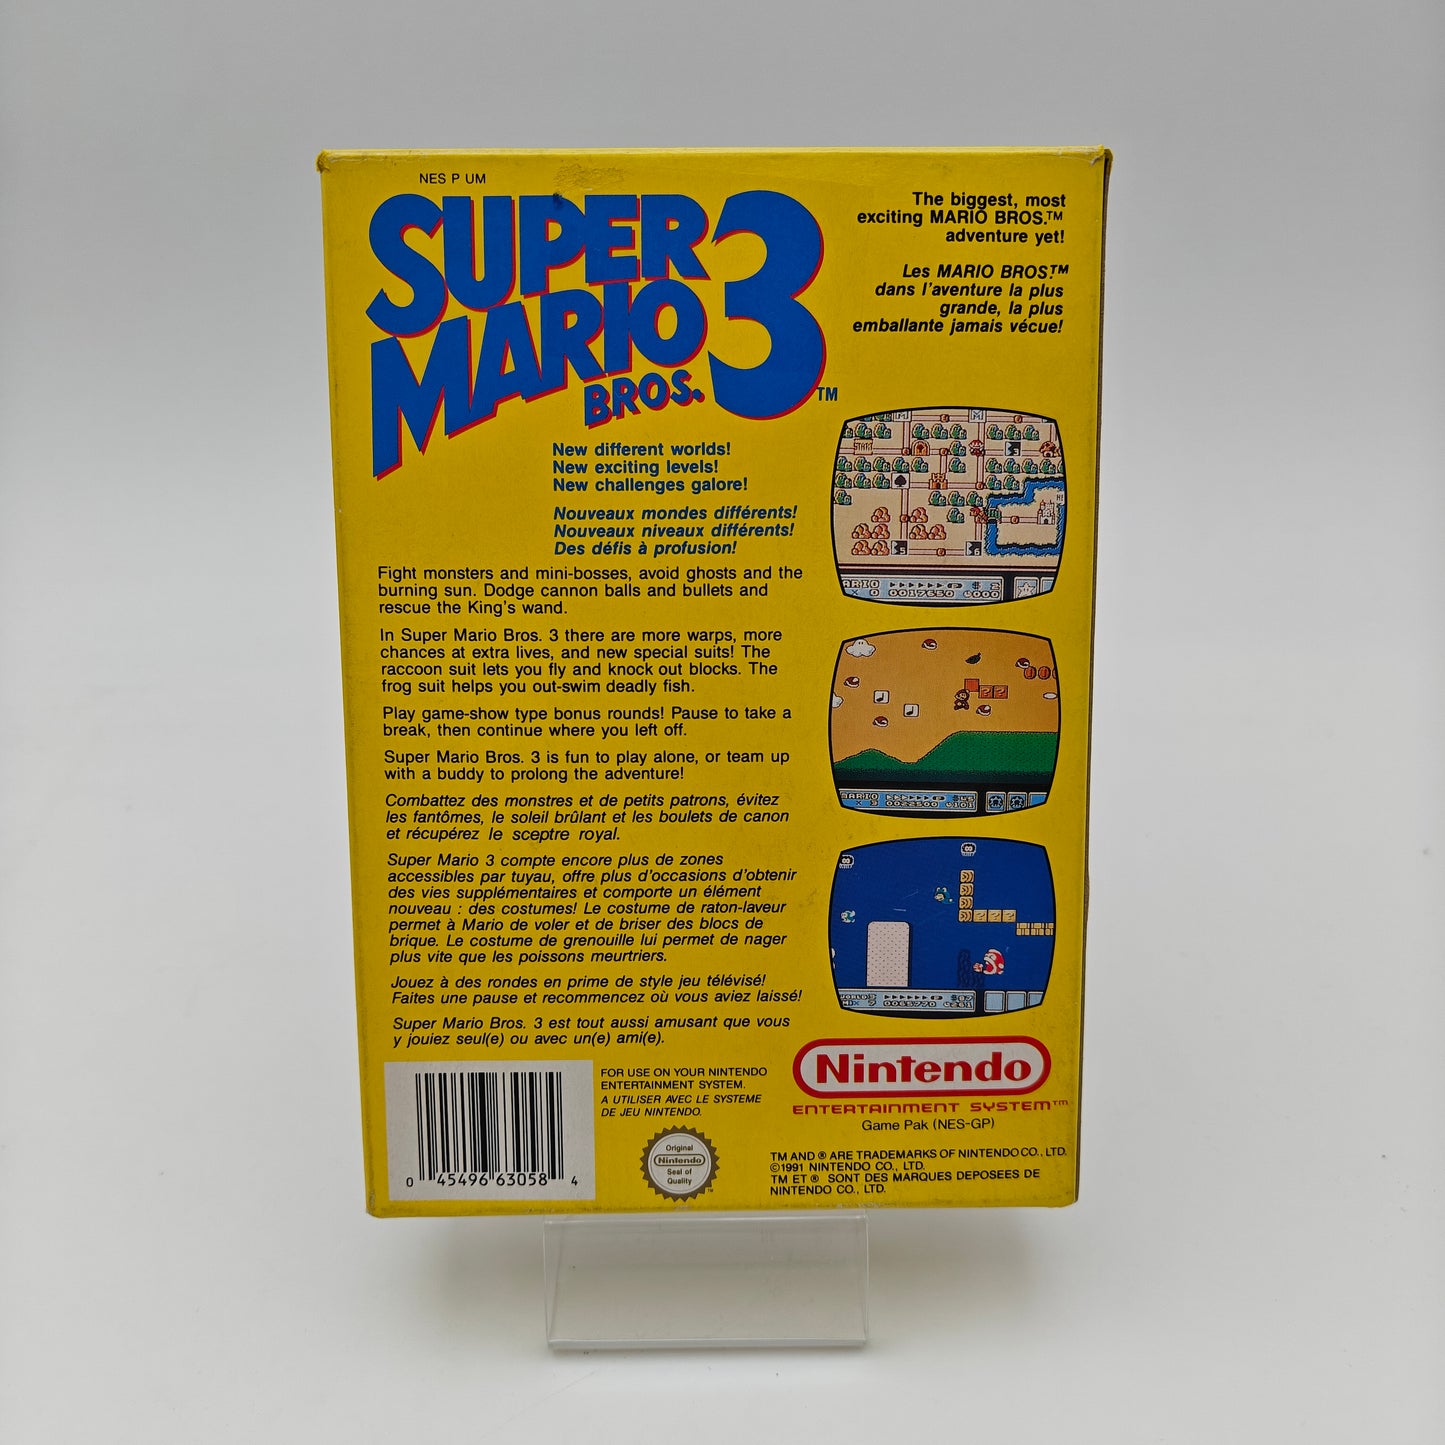 NES P UM
SUPER
MARIO
BROS. 3 TM
The biggest, most
exciting MARIO BROS.™
adventure yet!
Les MARIO BROS.™
dans l'aventure la plus
grande, la plus
emballante jamais vécue!
New different worlds!
New exciting levels!
New challenges galore!
Nouveaux mondes différents!
Nouveaux niveaux différents!
Des défis à profusion!
Fight monsters and mini-bosses, avoid ghosts and the
burning sun. Dodge cannon balls and bullets and
rescue the King's wand.
In Super Mario Bros. 3 there are more warps, more
chances at extra lives, and new special suits! The
raccoon suit lets you fly and knock out blocks. The
frog suit helps you out-swim deadly fish.
Play game-show type bonus rounds! Pause to take a
break, then continue where you left off.
Super Mario Bros. 3 is fun to play alone, or team up
with a buddy to prolong the adventure!
Combattez des monstres et de petits patrons, évitez
les fantômes, le soleil brûlant et les boulets de canon
et récupérez le sceptre royal.
Super Mario 3 compte encore plus de zones
accessibles par tuyau, offre plus d'occasions d'obtenir
des vies supplémentaires et comporte un élément
nouveau : des costumes! Le costume de raton-laveur
permet à Mario de voler et de briser des blocs de
brique. Le costume de grenouille lui permet de nager
plus vite que les poissons meurtriers.
Jouez à des rondes en prime de style jeu télévisé!
Faites une pause et recommencez où vous aviez laissé!
Super Mario Bros. 3 est tout aussi amusant que vous
y jouiez seul(e) ou avec un(e) ami(e).
START
ARIO P $ 2
X 0 0017650
MARIO P
X 3 0022500
P $87
7 0065770
0 45496 63058 4
FOR USE ON YOUR NINTENDO
ENTERTAINMENT SYSTEM.
A UTILISER AVEC LE SYSTEME
DE JEU NINTENDO.
Original
Nintendo
Seal of
Quality
TM
Nintendo
ENTERTAINMENT SYSTEM™
Game Pak (NES-GP)
TM AND ® ARE TRADEMARKS OF NINTENDO CO., LTD.
©1991 NINTENDO CO., LTD.
TM ET ® SONT DES MARQUES DEPOSEES DE
NINTENDO CO., LTD.